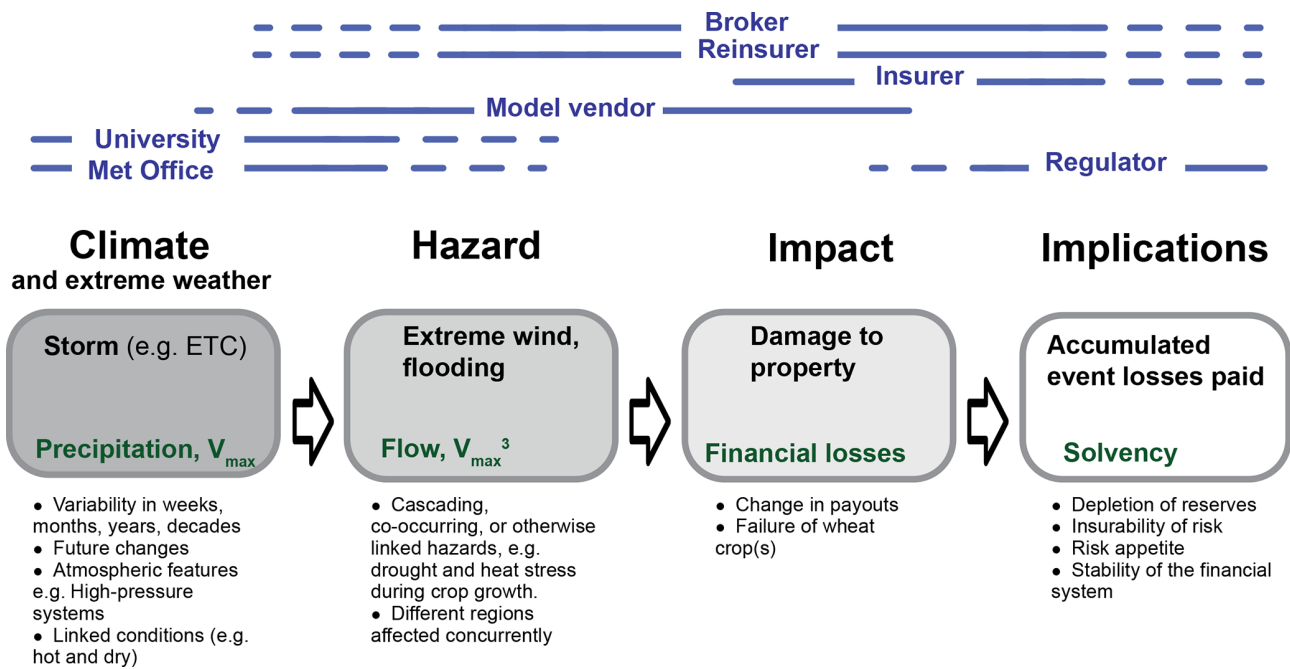 Broker
Reinsurer
Insurer
Model vendor
University
Met Office
Regulator
Climate
and extreme weather
Hazard
Impact
Implications
Storm (e.g. ETC)
Precipitation, Vmax
Extreme wind,
flooding
Flow, Vmax³
Damage to
property
Financial losses
Accumulated
event losses paid
Solvency
● Variability in weeks,
months, years, decades
● Future changes
● Atmospheric features
e.g. High-pressure
systems
● Linked conditions (e.g.
hot and dry)
● Cascading,
co-occurring, or otherwise
linked hazards, e.g.
drought and heat stress
during crop growth.
● Different regions
affected concurrently
● Change in payouts
● Failure of wheat
crop(s)
● Depletion of reserves
● Insurability of risk
● Risk appetite
● Stability of the financial
system